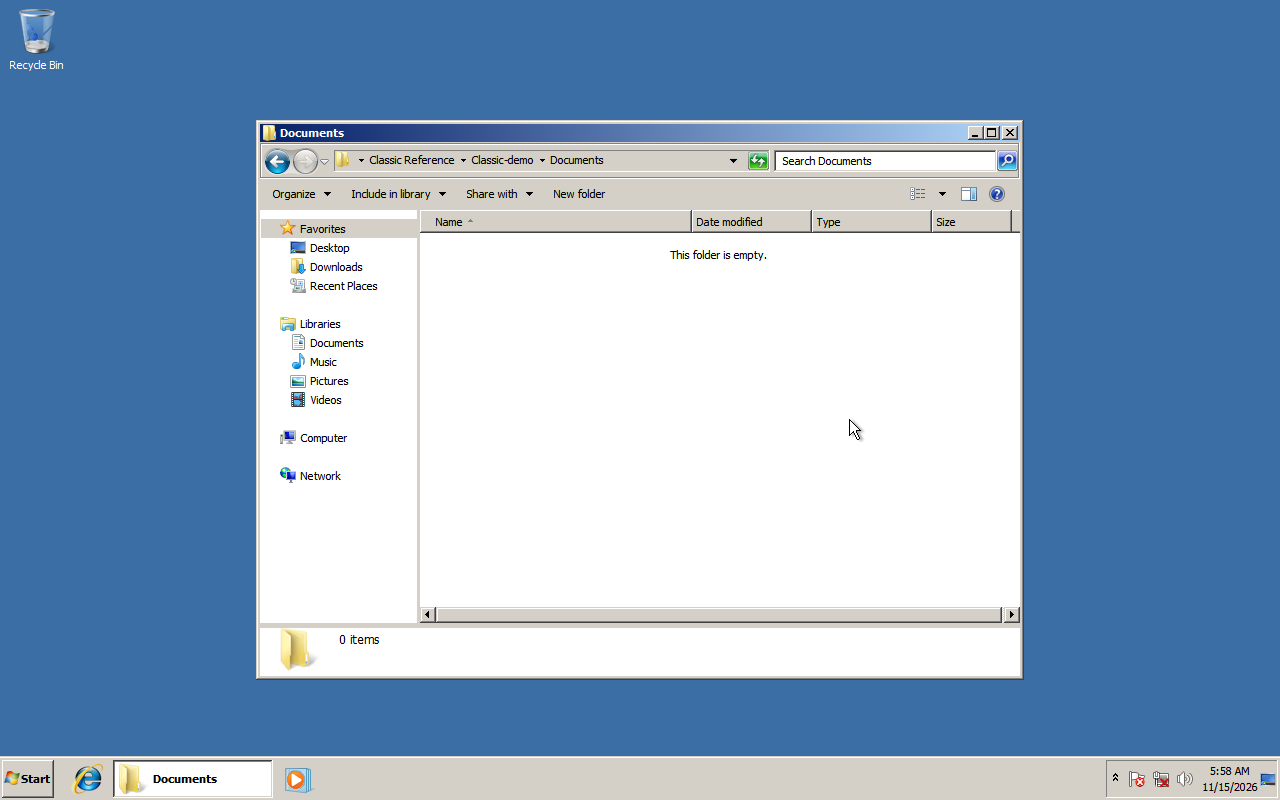 Recycle Bin
Documents
Classic Reference Classic-demo Documents
Search Documents
Organize Include in library Share with New folder
Name Date modified Type Size
This folder is empty.
Favorites
Desktop
Downloads
Recent Places
Libraries
Documents
Music
Pictures
Videos
Computer
Network
0 items
Start
Documents
5:58 AM
11/15/2026